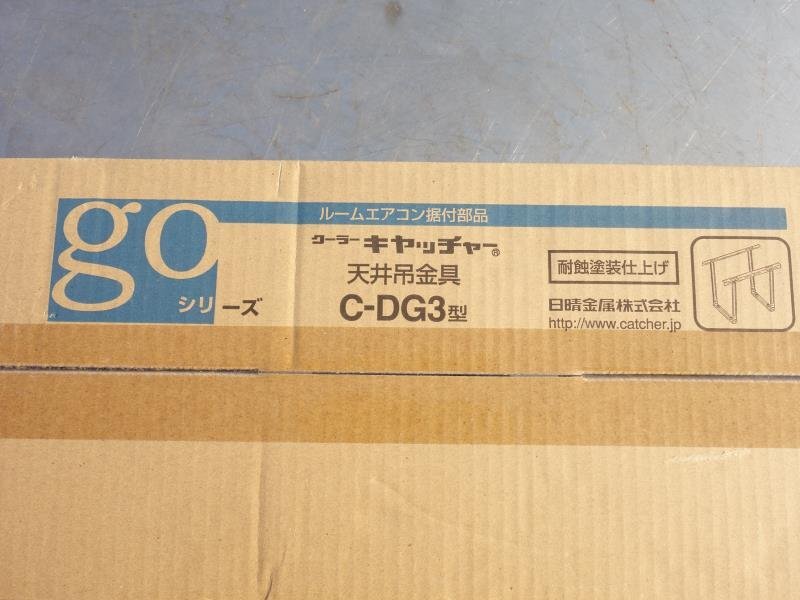 go
シリーズ
ルームエアコン据付部品
クーラーキャッチャー®
天井吊金具
C-DG3型
耐蝕塗装仕上げ
日晴金属株式会社
http://www.catcher.jp